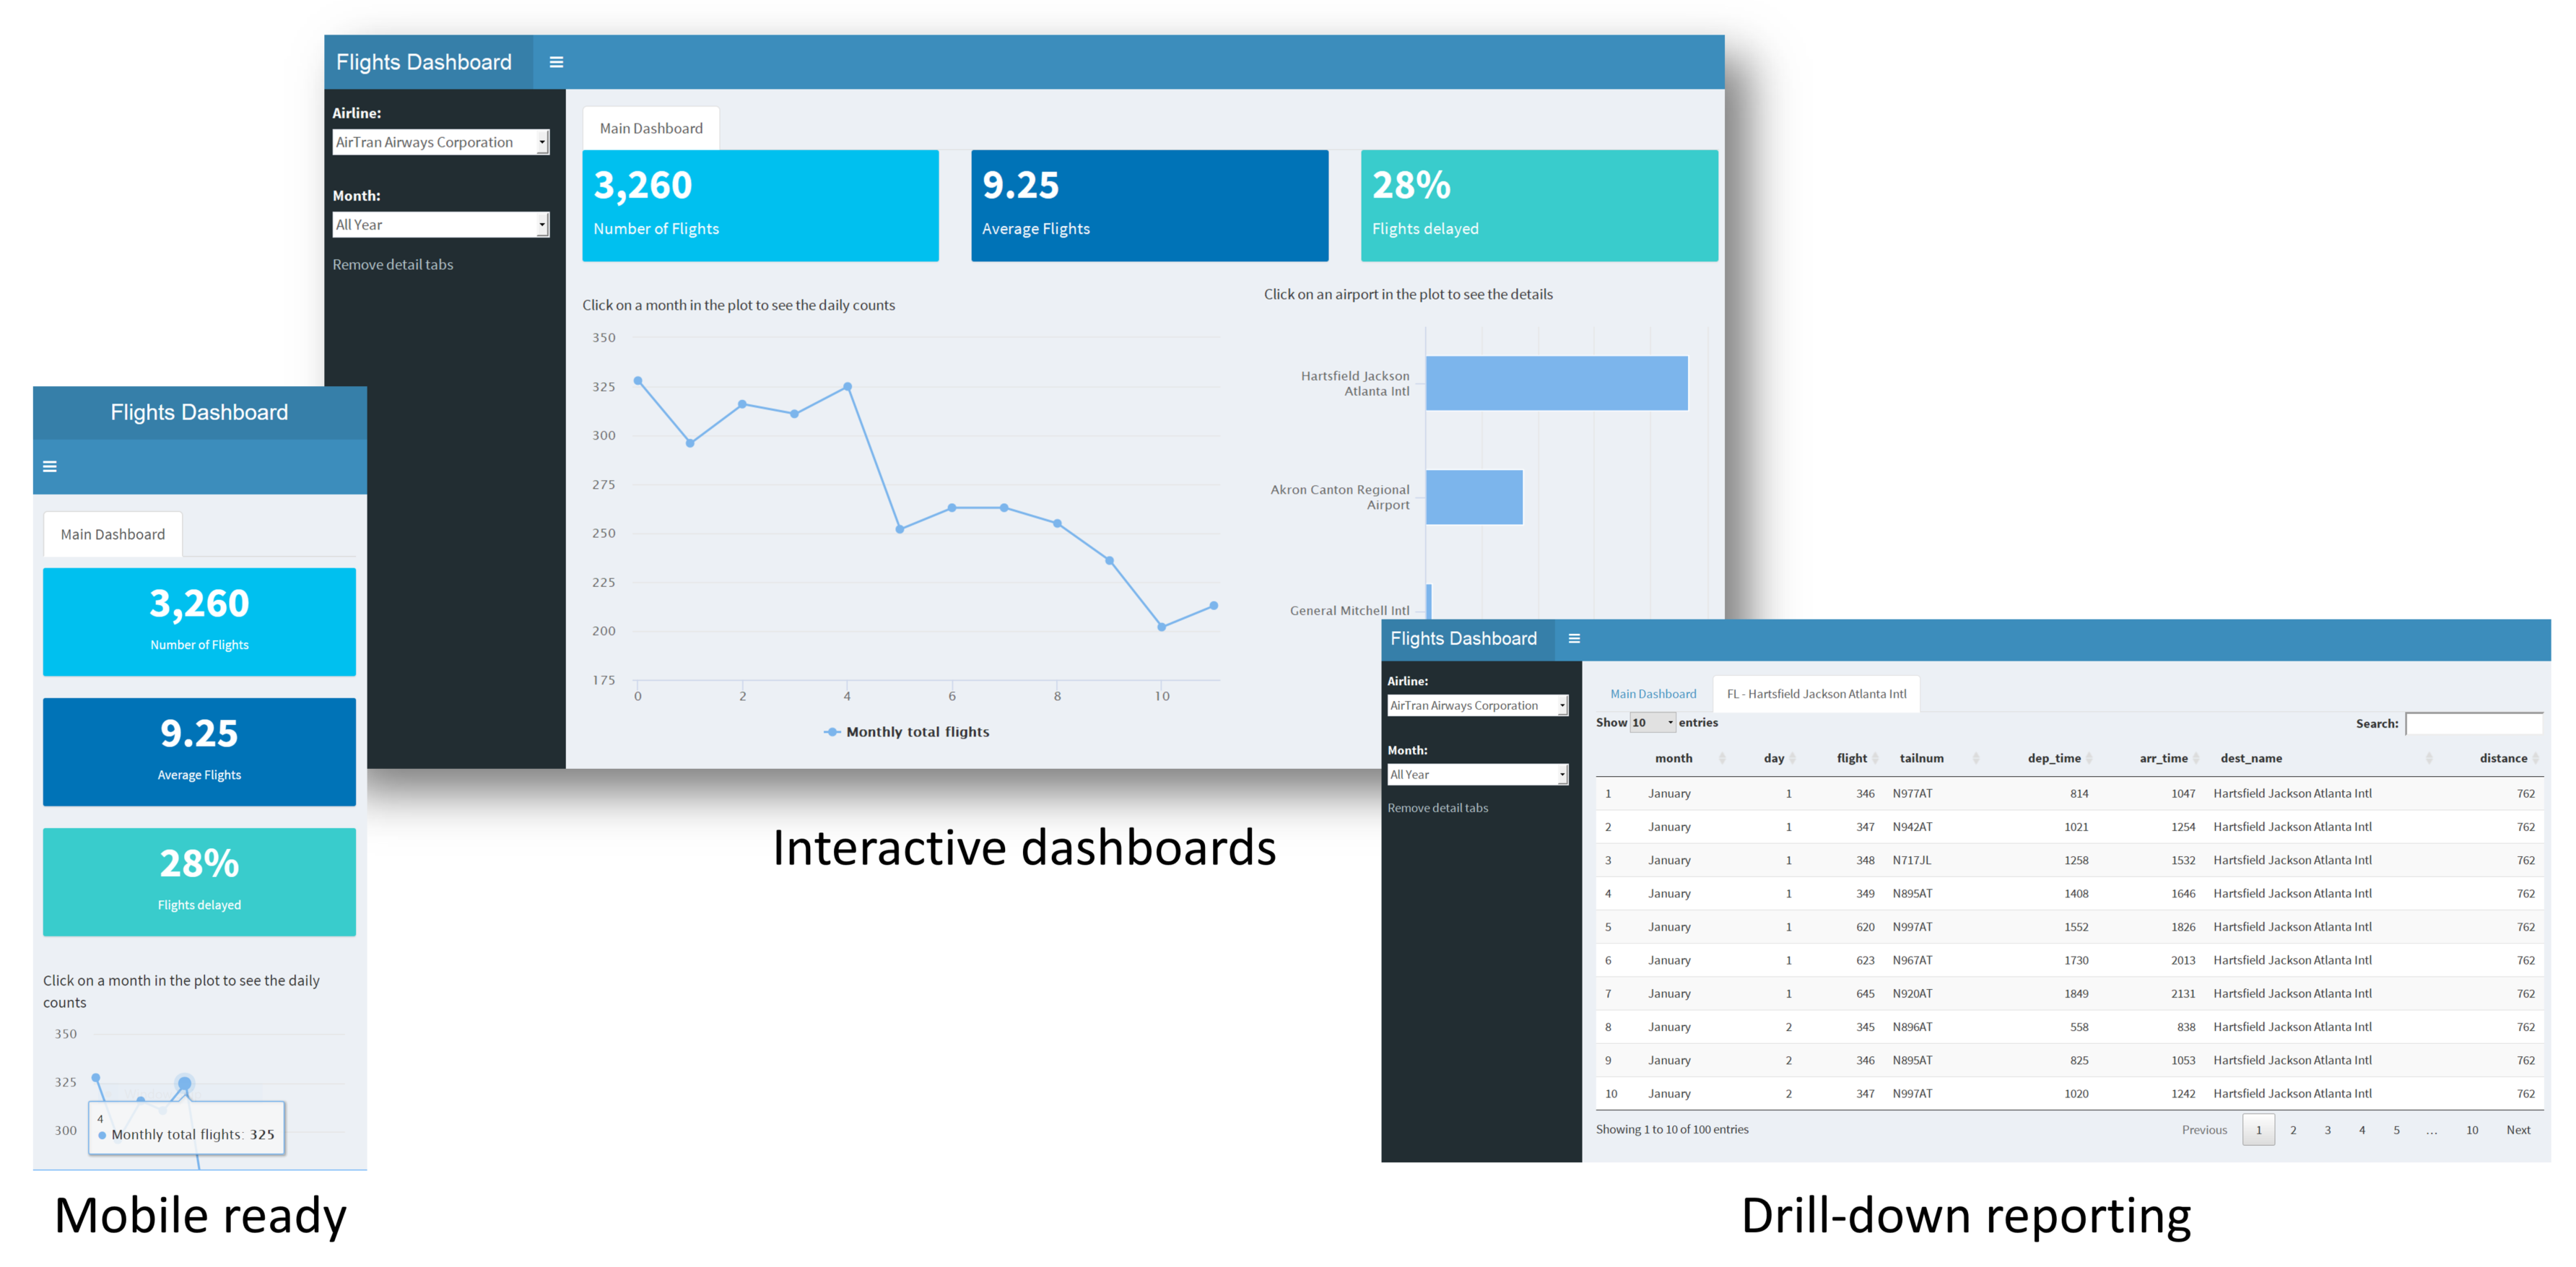 Flights Dashboard
Airline:
AirTran Airways Corporation
Month:
All Year
Remove detail tabs
Main Dashboard
3,260
Number of Flights
9.25
Average Flights
28%
Flights delayed
Click on a month in the plot to see the daily counts
350
325
300
275
250
225
200
175
0 2 4 6 8 10
Monthly total flights
Click on an airport in the plot to see the details
Hartsfield Jackson
Atlanta Intl
Akron Canton Regional
Airport
General Mitchell Intl
Interactive dashboards
Flights Dashboard
Main Dashboard
3,260
Number of Flights
9.25
Average Flights
28%
Flights delayed
Click on a month in the plot to see the daily
counts
350
325
300
4
Monthly total flights: 325
Mobile ready
Flights Dashboard
Airline:
AirTran Airways Corporation
Month:
All Year
Remove detail tabs
Main Dashboard FL - Hartsfield Jackson Atlanta Intl
Show 10 entries Search:
month day flight tailnum dep_time arr_time dest_name distance
1 January 1 346 N977AT 814 1047 Hartsfield Jackson Atlanta Intl 762
2 January 1 347 N942AT 1021 1254 Hartsfield Jackson Atlanta Intl 762
3 January 1 348 N717JL 1258 1532 Hartsfield Jackson Atlanta Intl 762
4 January 1 349 N895AT 1408 1646 Hartsfield Jackson Atlanta Intl 762
5 January 1 620 N997AT 1552 1826 Hartsfield Jackson Atlanta Intl 762
6 January 1 623 N967AT 1730 2013 Hartsfield Jackson Atlanta Intl 762
7 January 1 645 N920AT 1849 2131 Hartsfield Jackson Atlanta Intl 762
8 January 2 345 N896AT 558 838 Hartsfield Jackson Atlanta Intl 762
9 January 2 346 N895AT 825 1053 Hartsfield Jackson Atlanta Intl 762
10 January 2 347 N997AT 1020 1242 Hartsfield Jackson Atlanta Intl 762
Showing 1 to 10 of 100 entries Previous 1 2 3 4 5 … 10 Next
Drill-down reporting